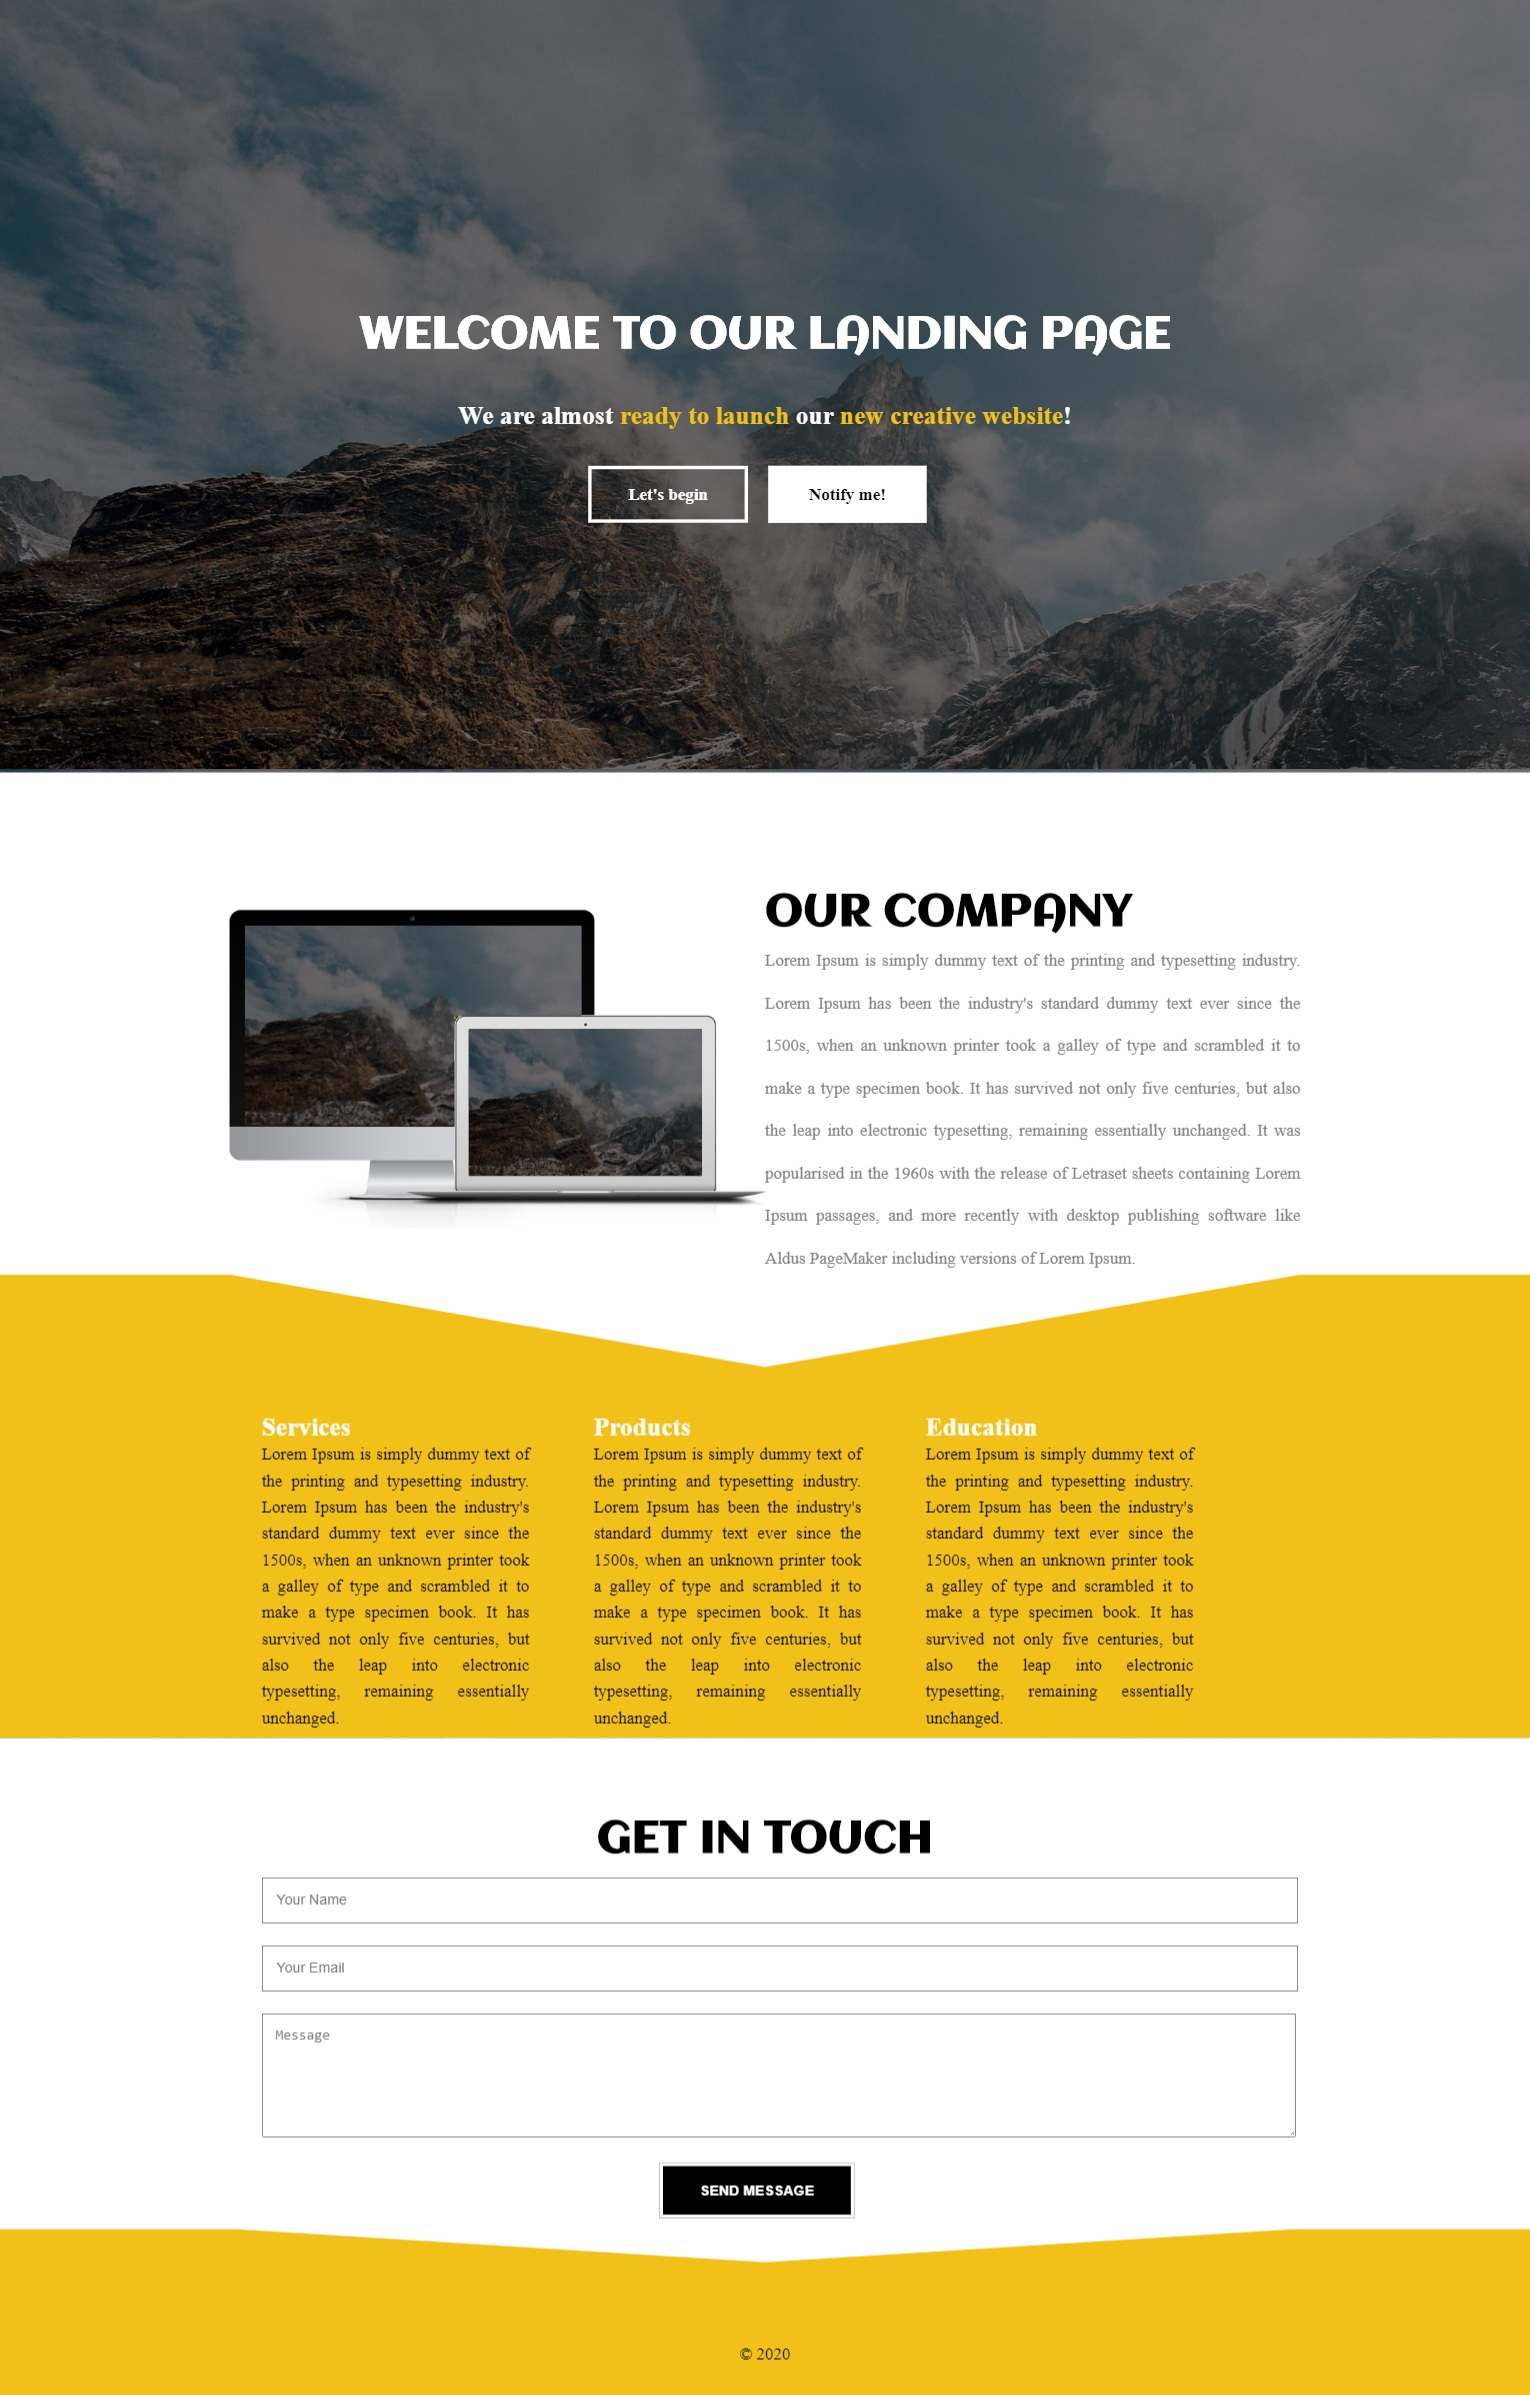 WELCOME TO OUR LANDING PAGE
We are almost ready to launch our new creative website!
Let's begin
Notify me!
OUR COMPANY
Lorem Ipsum is simply dummy text of the printing and typesetting industry.
Lorem Ipsum has been the industry's standard dummy text ever since the
1500s, when an unknown printer took a galley of type and scrambled it to
make a type specimen book. It has survived not only five centuries, but also
the leap into electronic typesetting, remaining essentially unchanged. It was
popularised in the 1960s with the release of Letraset sheets containing Lorem
Ipsum passages, and more recently with desktop publishing software like
Aldus PageMaker including versions of Lorem Ipsum.
Services
Lorem Ipsum is simply dummy text of
the printing and typesetting industry.
Lorem Ipsum has been the industry's
standard dummy text ever since the
1500s, when an unknown printer took
a galley of type and scrambled it to
make a type specimen book. It has
survived not only five centuries, but
also the leap into electronic
typesetting, remaining essentially
unchanged.
Products
Lorem Ipsum is simply dummy text of
the printing and typesetting industry.
Lorem Ipsum has been the industry's
standard dummy text ever since the
1500s, when an unknown printer took
a galley of type and scrambled it to
make a type specimen book. It has
survived not only five centuries, but
also the leap into electronic
typesetting, remaining essentially
unchanged.
Education
Lorem Ipsum is simply dummy text of
the printing and typesetting industry.
Lorem Ipsum has been the industry's
standard dummy text ever since the
1500s, when an unknown printer took
a galley of type and scrambled it to
make a type specimen book. It has
survived not only five centuries, but
also the leap into electronic
typesetting, remaining essentially
unchanged.
GET IN TOUCH
Your Name
Your Email
Message
SEND MESSAGE
© 2020